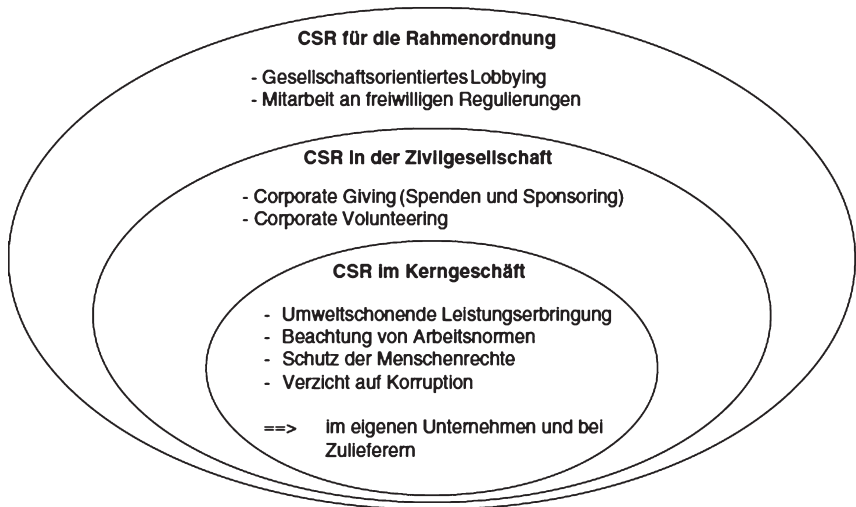 CSR für die Rahmenordnung
- Gesellschaftsorientiertes Lobbying
- Mitarbeit an freiwilligen Regulierungen
CSR in der Zivilgesellschaft
- Corporate Giving (Spenden und Sponsoring)
- Corporate Volunteering
CSR im Kerngeschäft
- Umweltschonende Leistungserbringung
- Beachtung von Arbeitsnormen
- Schutz der Menschenrechte
- Verzicht auf Korruption
==> im eigenen Unternehmen und bei
Zulieferern